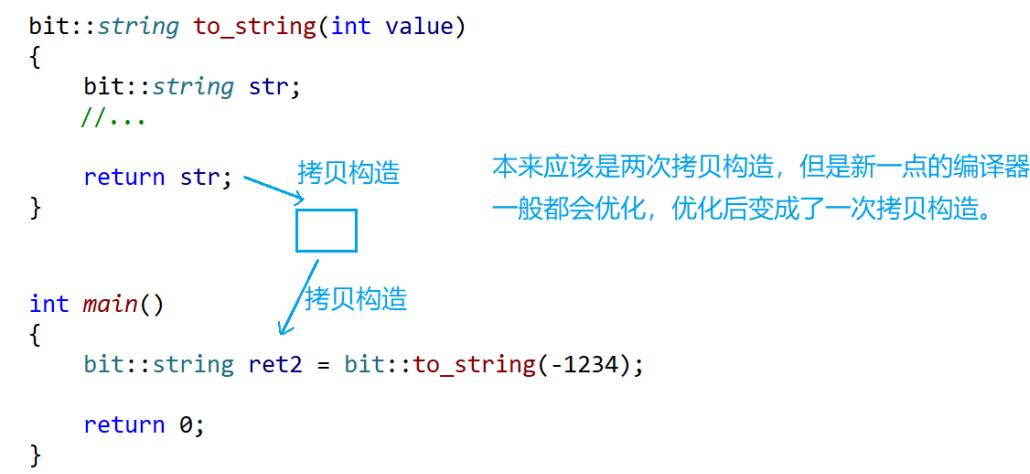 bit::string to_string(int value)
{
    bit::string str;
    //...
    return str;
拷贝构造
本来应该是两次拷贝构造，但是新一点的编译器
一般都会优化，优化后变成了一次拷贝构造。
}
拷贝构造
int main()
{
    bit::string ret2 = bit::to_string(-1234);
    return 0;
}